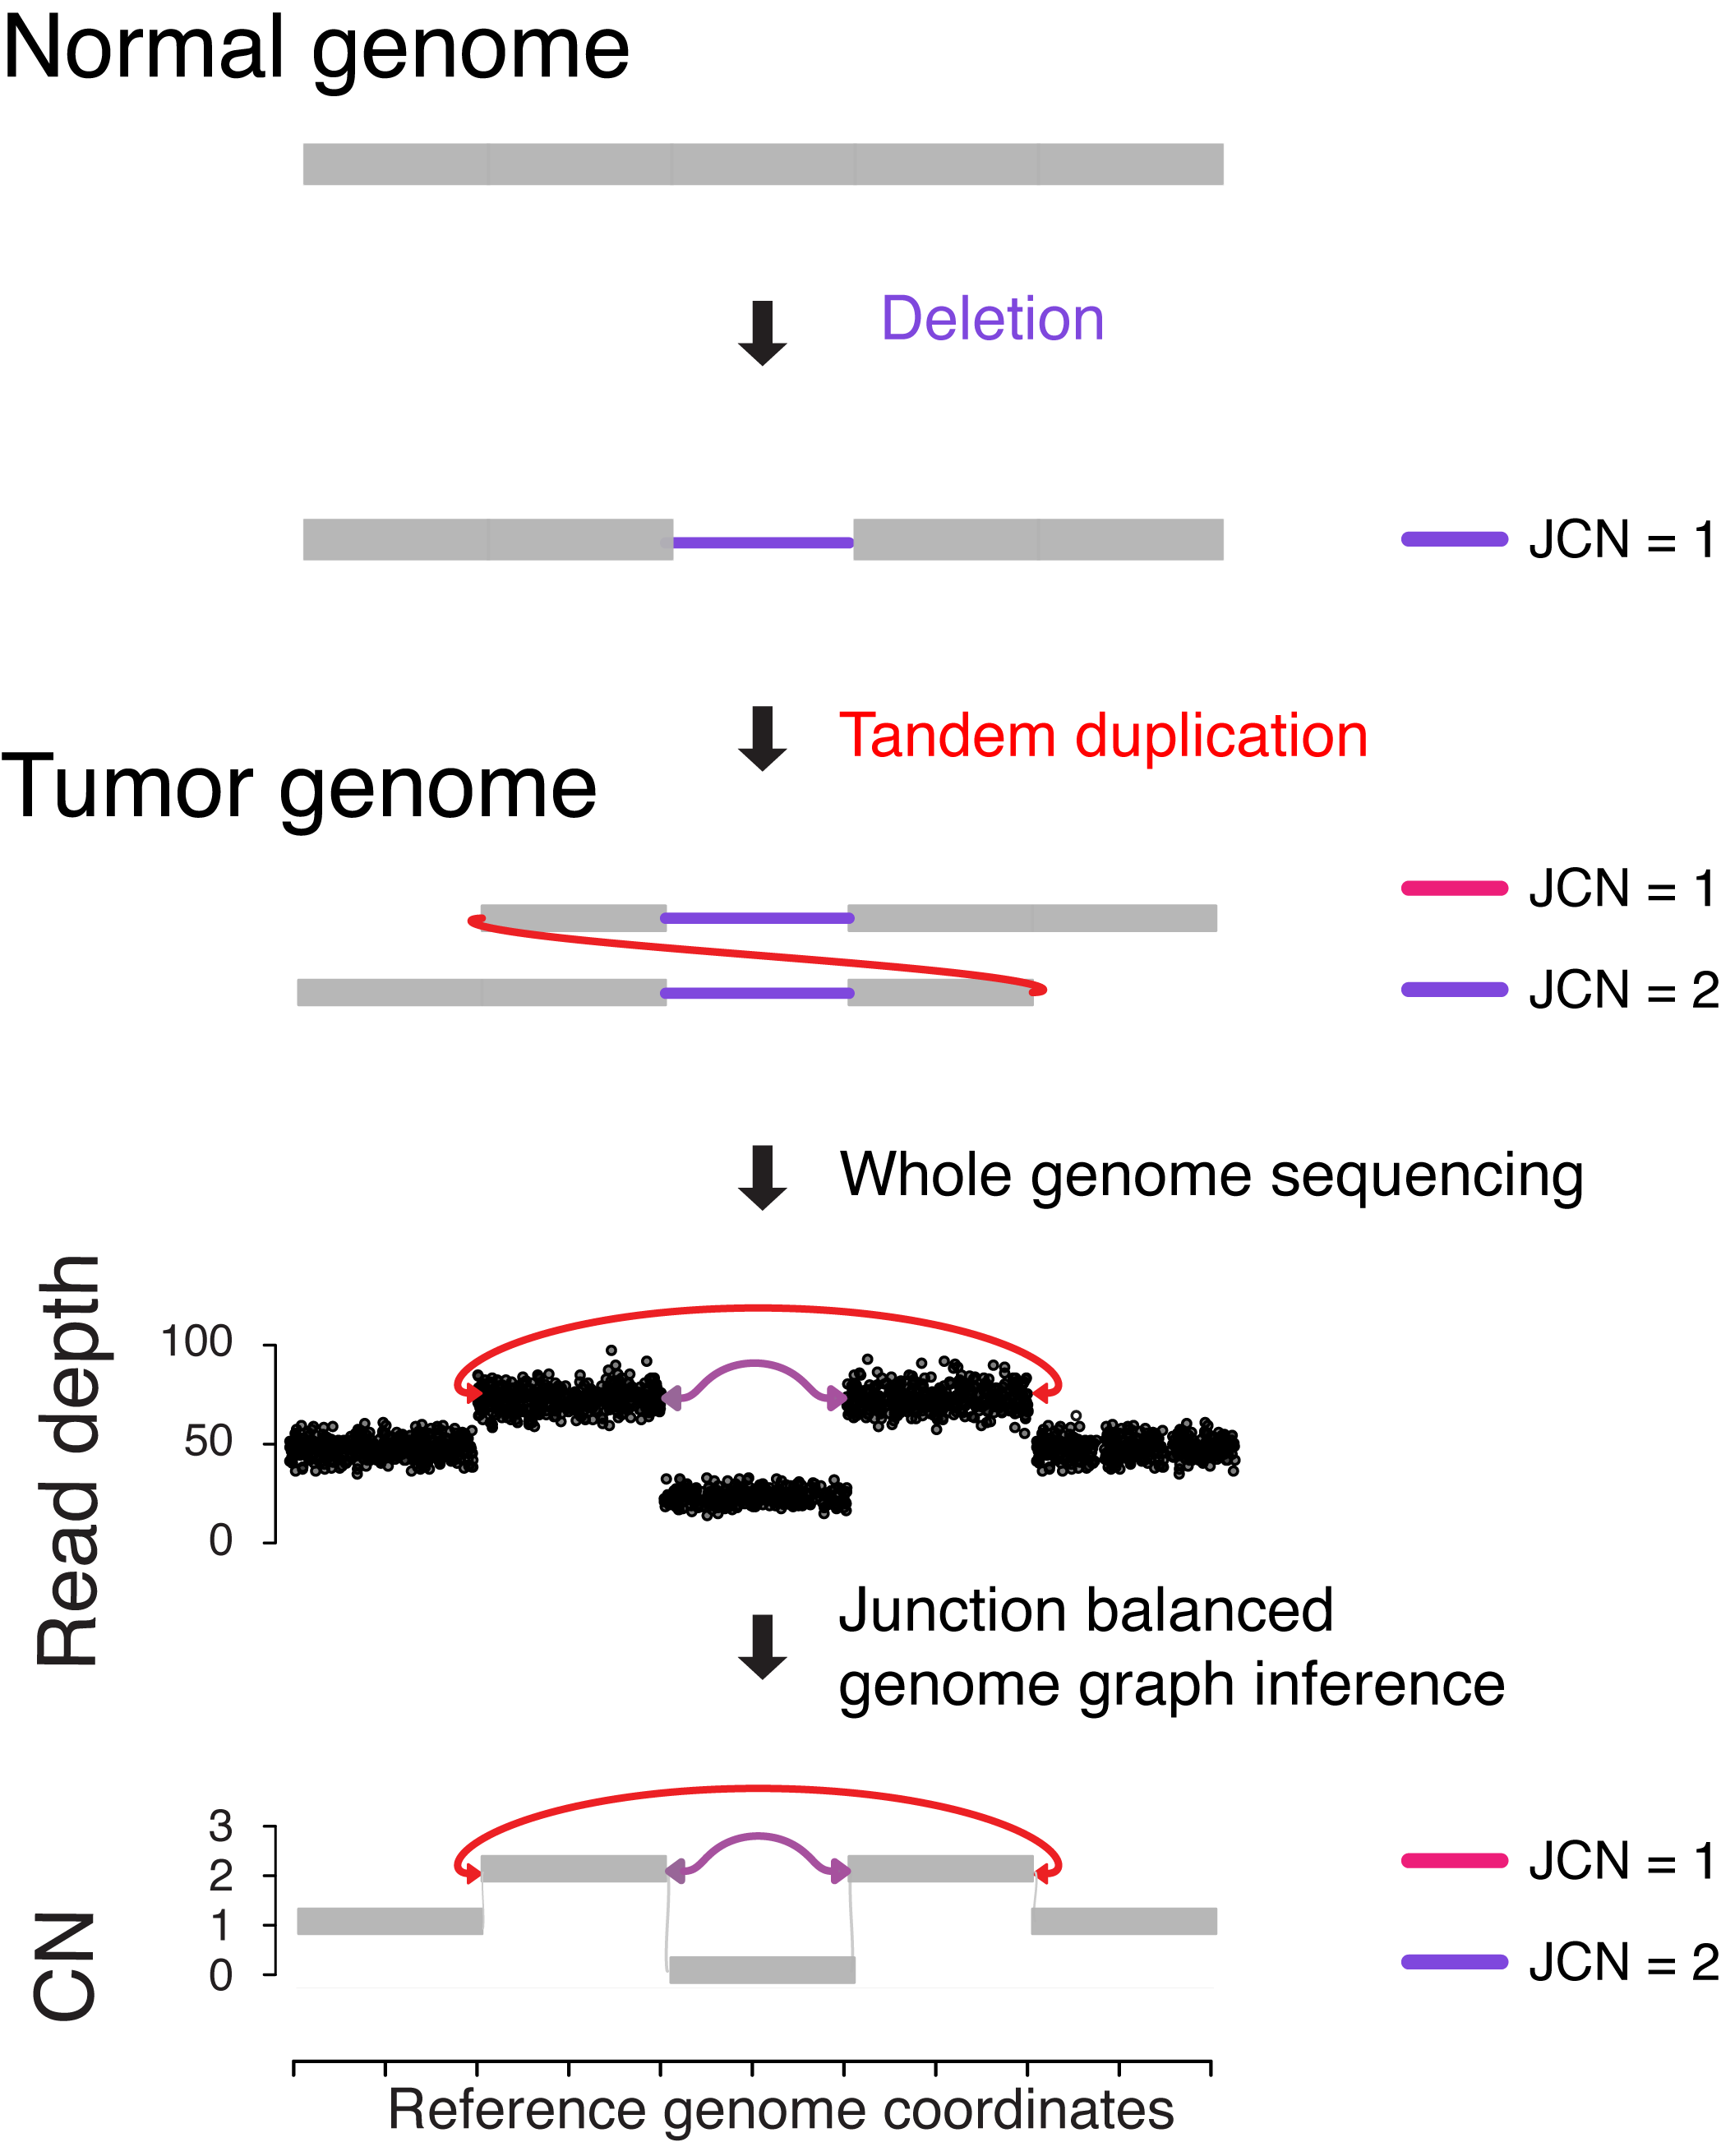 Normal genome
Deletion
JCN = 1
Tandem duplication
Tumor genome
JCN = 1
JCN = 2
Whole genome sequencing
Read depth
100
50
0
Junction balanced
genome graph inference
CN
3
2
1
0
JCN = 1
JCN = 2
Reference genome coordinates